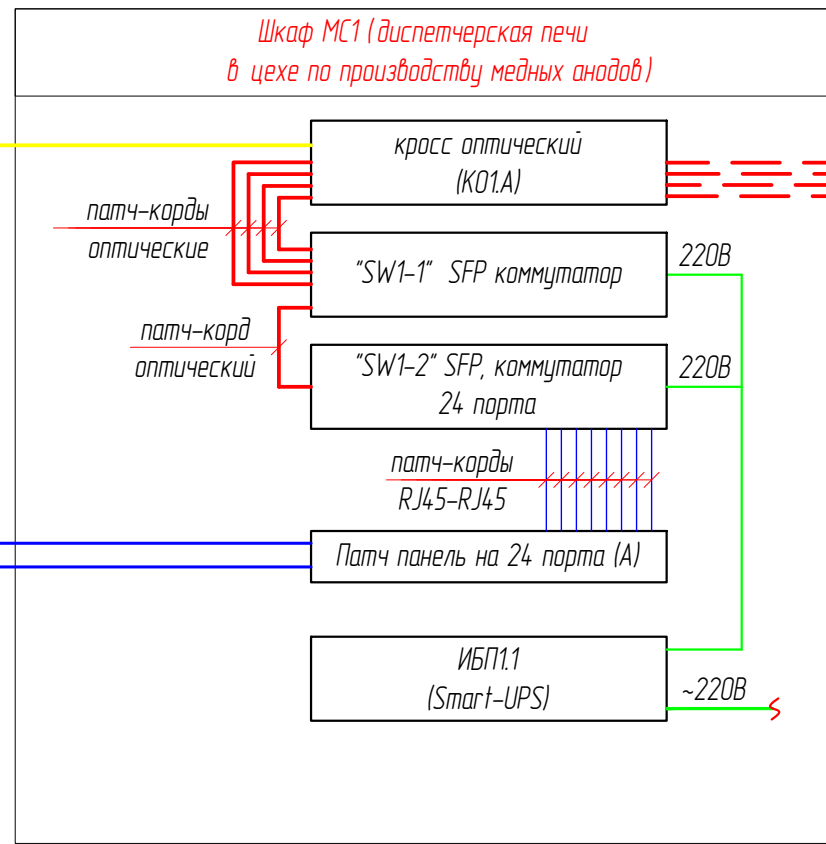 Шкаф МС1 (диспетчерская печи
в цехе по производству медных анодов)
кросс оптический
(КО1.А)
патч-корды
оптические
"SW1-1" SFP коммутатор
220В
патч-корд
оптический
"SW1-2" SFP, коммутатор
24 порта
220В
патч-корды
RJ45-RJ45
Патч панель на 24 порта (А)
ИБП1.1
(Smart-UPS)
~220В